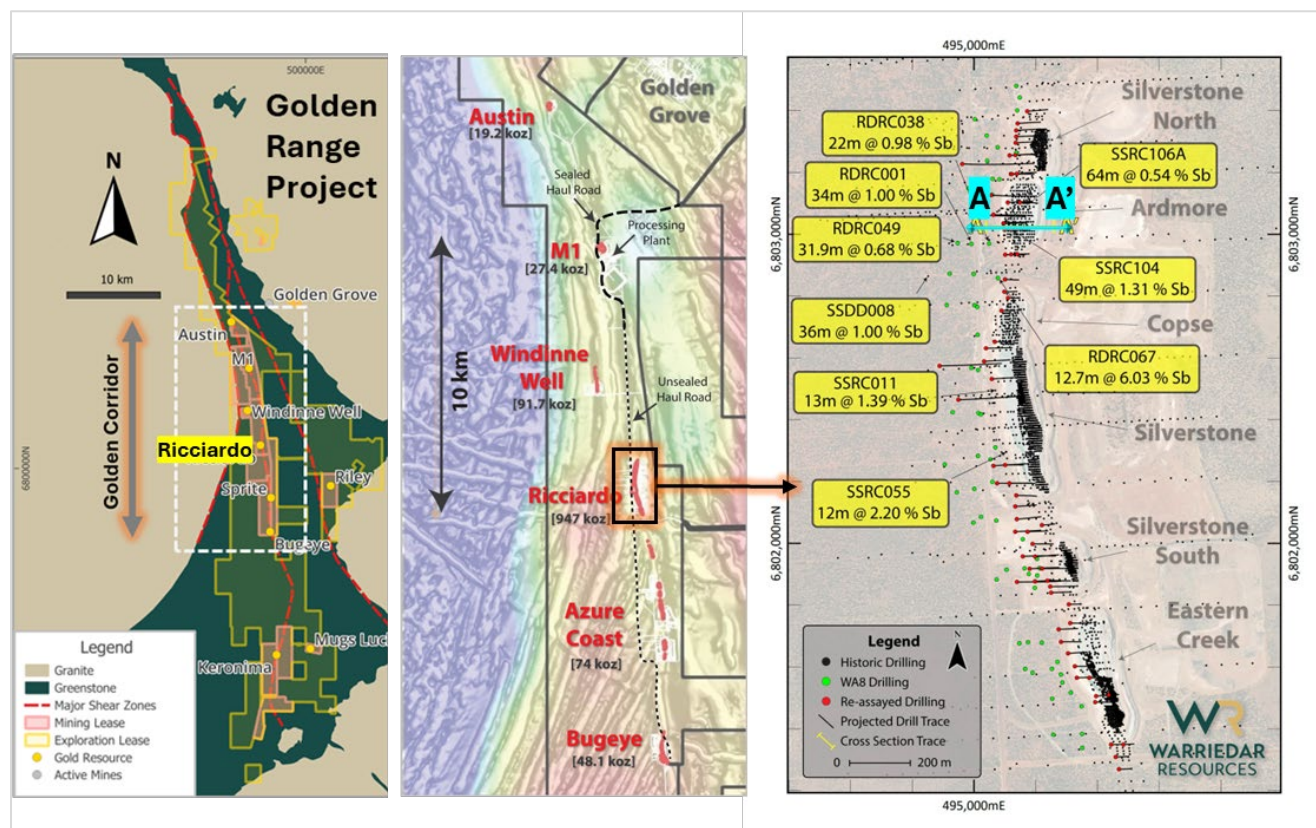 500000E
Golden
Range
Project
N
10 km
Golden Grove
Austin
M1
Windinne Well
Ricciardo
Riley
Sprite
Bugeye
Golden Corridor
6800000N
Mugs Luc
Keronima
Legend
Granite
Greenstone
Major Shear Zones
Mining Lease
Exploration Lease
Gold Resource
Active Mines
Golden
Grove
Austin
[19.2 koz]
Sealed
Haul Road
Processing
Plant
M1
[27.4 koz]
10 km
Windinne
Well
[91.7 koz]
Unsealed
Haul Road
Ricciardo
[947 koz]
Azure
Coast
[74 koz]
Bugeye
[48.1 koz]
495,000mE
Silverstone
North
RDRC038
22m @ 0.98 % Sb
RDRC001
34m @ 1.00 % Sb
SSRC106A
64m @ 0.54 % Sb
A
A'
Ardmore
6,803,000mN
6,803,000mN
RDRC049
31.9m @ 0.68 % Sb
SSRC104
49m @ 1.31 % Sb
SSDD008
36m @ 1.00 % Sb
Copse
RDRC067
12.7m @ 6.03 % Sb
SSRC011
13m @ 1.39 % Sb
Silverstone
SSRC055
12m @ 2.20 % Sb
Silverstone
South
6,802,000mN
6,802,000mN
Eastern
Creek
Legend
N
Historic Drilling
WA8 Drilling
Re-assayed Drilling
Projected Drill Trace
Cross Section Trace
0 200 m
WR
WARRIEDAR
RESOURCES
495,000mE